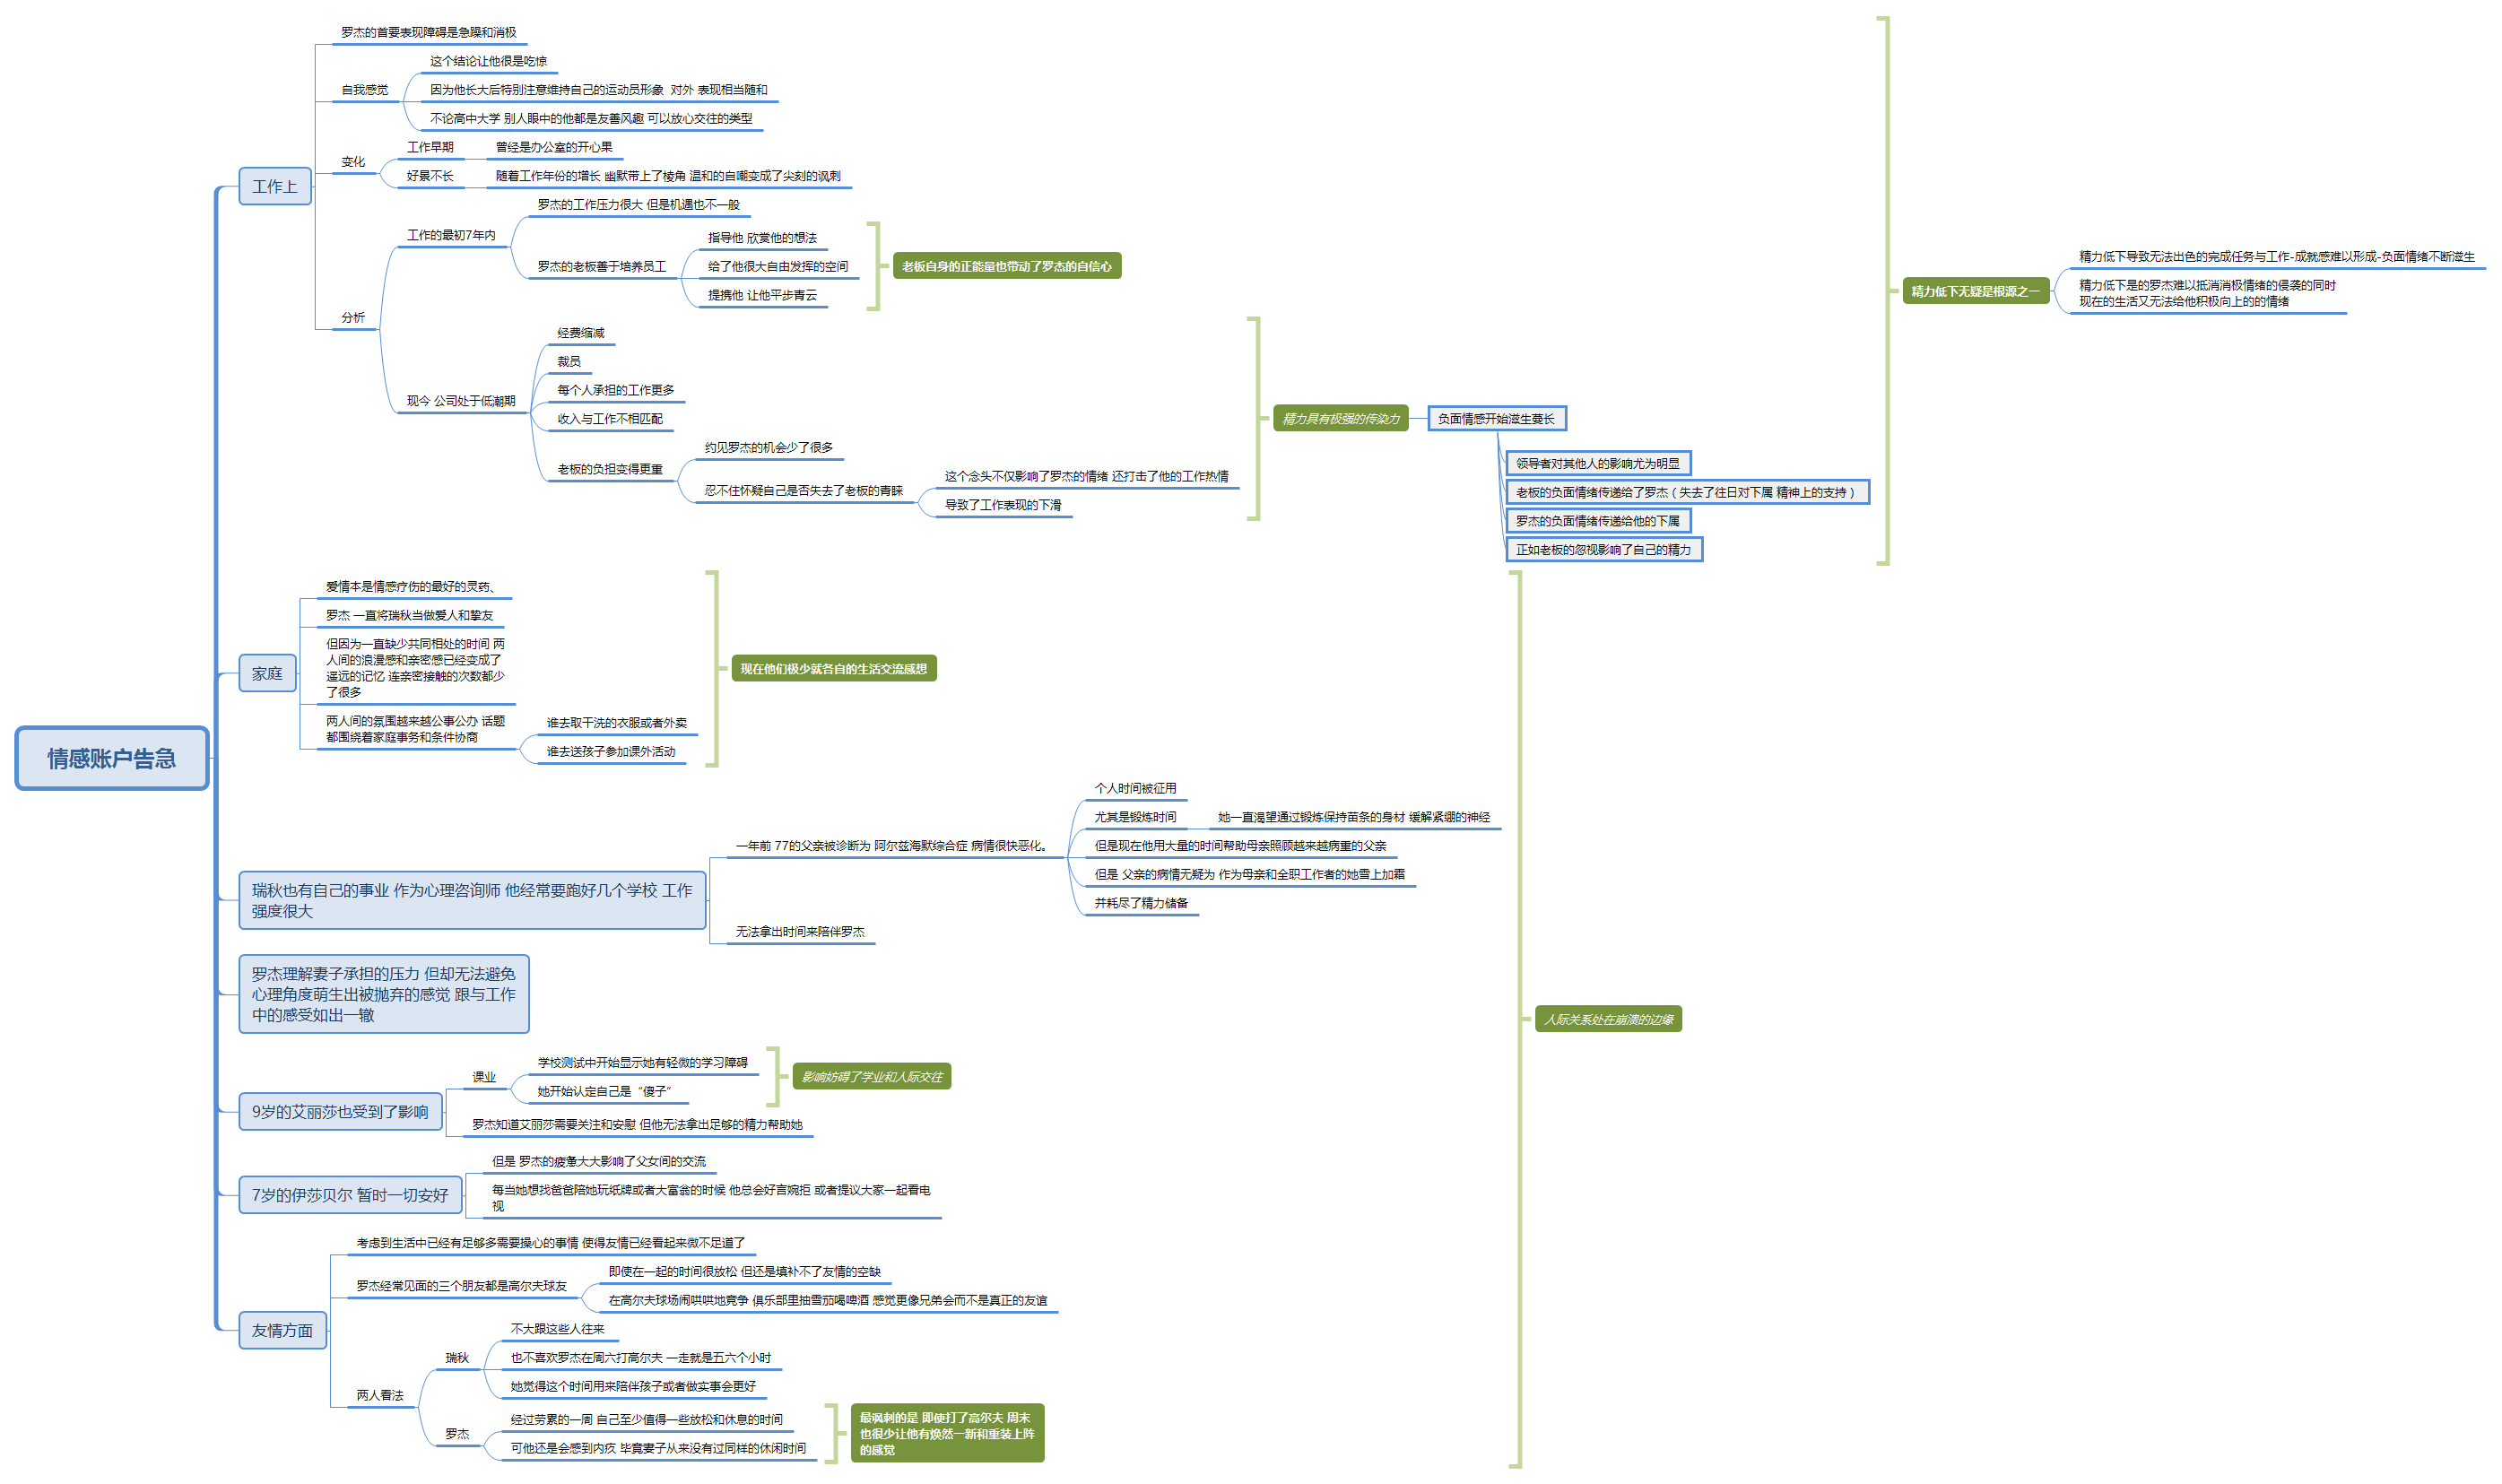 情感账户告急
工作上
罗杰的首要表现障碍是急躁和消极
自我感觉
这个结论让他很是吃惊
因为他长大后特别注意维持自己的运动员形象 对外 表现相当随和
不论高中大学 别人眼中的他都是友善风趣 可以放心交往的类型
变化
工作早期
曾经是办公室的开心果
好景不长
随着工作年份的增长 幽默带上了棱角 温和的自嘲变成了尖刻的讽刺
分析
工作的最初7年内
罗杰的工作压力很大 但是机遇也不一般
罗杰的老板善于培养员工
指导他 欣赏他的想法
给了他很大自由发挥的空间
提携他 让他平步青云
老板自身的正能量也带动了罗杰的自信心
现今 公司处于低潮期
经费缩减
裁员
每个人承担的工作更多
收入与工作不相匹配
老板的负担变得更重
约见罗杰的机会少了很多
忍不住怀疑自己是否失去了老板的青睐
这个念头不仅影响了罗杰的情绪 还打击了他的工作热情
导致了工作表现的下滑
精力具有极强的传染力
负面情感开始滋生蔓长
领导者对其他人的影响尤为明显
老板的负面情绪传递给了罗杰（失去了往日对下属 精神上的支持）
罗杰的负面情绪传递给他的下属
正如老板的忽视影响了自己的精力
精力低下无疑是根源之一
精力低下导致无法出色的完成任务与工作-成就感难以形成-负面情绪不断滋生
精力低下是的罗杰难以抵消消极情绪的侵袭的同时
现在的生活又无法给他积极向上的的情绪
家庭
爱情本是情感疗伤的最好的灵药、
罗杰 一直将瑞秋当做爱人和挚友
但因为一直缺少共同相处的时间 两
人间的浪漫感和亲密感已经变成了
遥远的记忆 连亲密接触的次数都少
了很多
两人间的氛围越来越公事公办 话题
都围绕着家庭事务和条件协商
谁去取干洗的衣服或者外卖
谁去送孩子参加课外活动
现在他们极少就各自的生活交流感想
瑞秋也有自己的事业 作为心理咨询师 他经常要跑好几个学校 工作
强度很大
一年前 77的父亲被诊断为 阿尔兹海默综合症 病情很快恶化。
个人时间被征用
尤其是锻炼时间
她一直渴望通过锻炼保持苗条的身材 缓解紧绷的神经
但是现在他用大量的时间帮助母亲照顾越来越病重的父亲
但是 父亲的病情无疑为 作为母亲和全职工作者的她雪上加霜
并耗尽了精力储备
无法拿出时间来陪伴罗杰
罗杰理解妻子承担的压力 但却无法避免
心理角度萌生出被抛弃的感觉 跟与工作
中的感受如出一辙
9岁的艾丽莎也受到了影响
课业
学校测试中开始显示她有轻微的学习障碍
她开始认定自己是“傻子”
影响妨碍了学业和人际交往
罗杰知道艾丽莎需要关注和安慰 但他无法拿出足够的精力帮助她
7岁的伊莎贝尔 暂时一切安好
但是 罗杰的疲惫大大影响了父女间的交流
每当她想找爸爸陪她玩纸牌或者大富翁的时候 他总会好言婉拒 或者提议大家一起看电
视
友情方面
考虑到生活中已经有足够多需要操心的事情 使得友情已经看起来微不足道了
罗杰经常见面的三个朋友都是高尔夫球友
即使在一起的时间很放松 但还是填补不了友情的空缺
在高尔夫球场闹哄哄地竞争 俱乐部里抽雪茄喝啤酒 感觉更像兄弟会而不是真正的友谊
两人看法
瑞秋
不大跟这些人往来
也不喜欢罗杰在周六打高尔夫 一走就是五六个小时
她觉得这个时间用来陪伴孩子或者做实事会更好
罗杰
经过劳累的一周 自己至少值得一些放松和休息的时间
可他还是会感到内疚 毕竟妻子从来没有过同样的休闲时间
最讽刺的是 即使打了高尔夫 周末
也很少让他有焕然一新和重装上阵
的感觉
人际关系处在崩溃的边缘